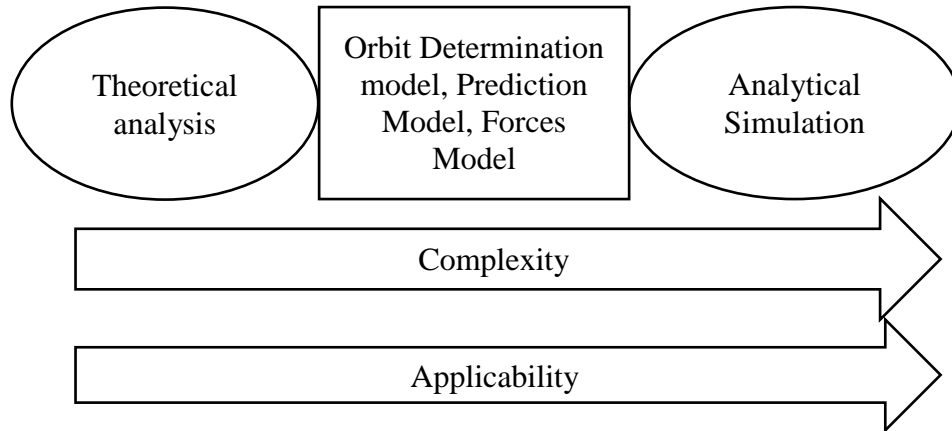 Theoretical
analysis
Orbit Determination
model, Prediction
Model, Forces
Model
Analytical
Simulation
Complexity
Applicability